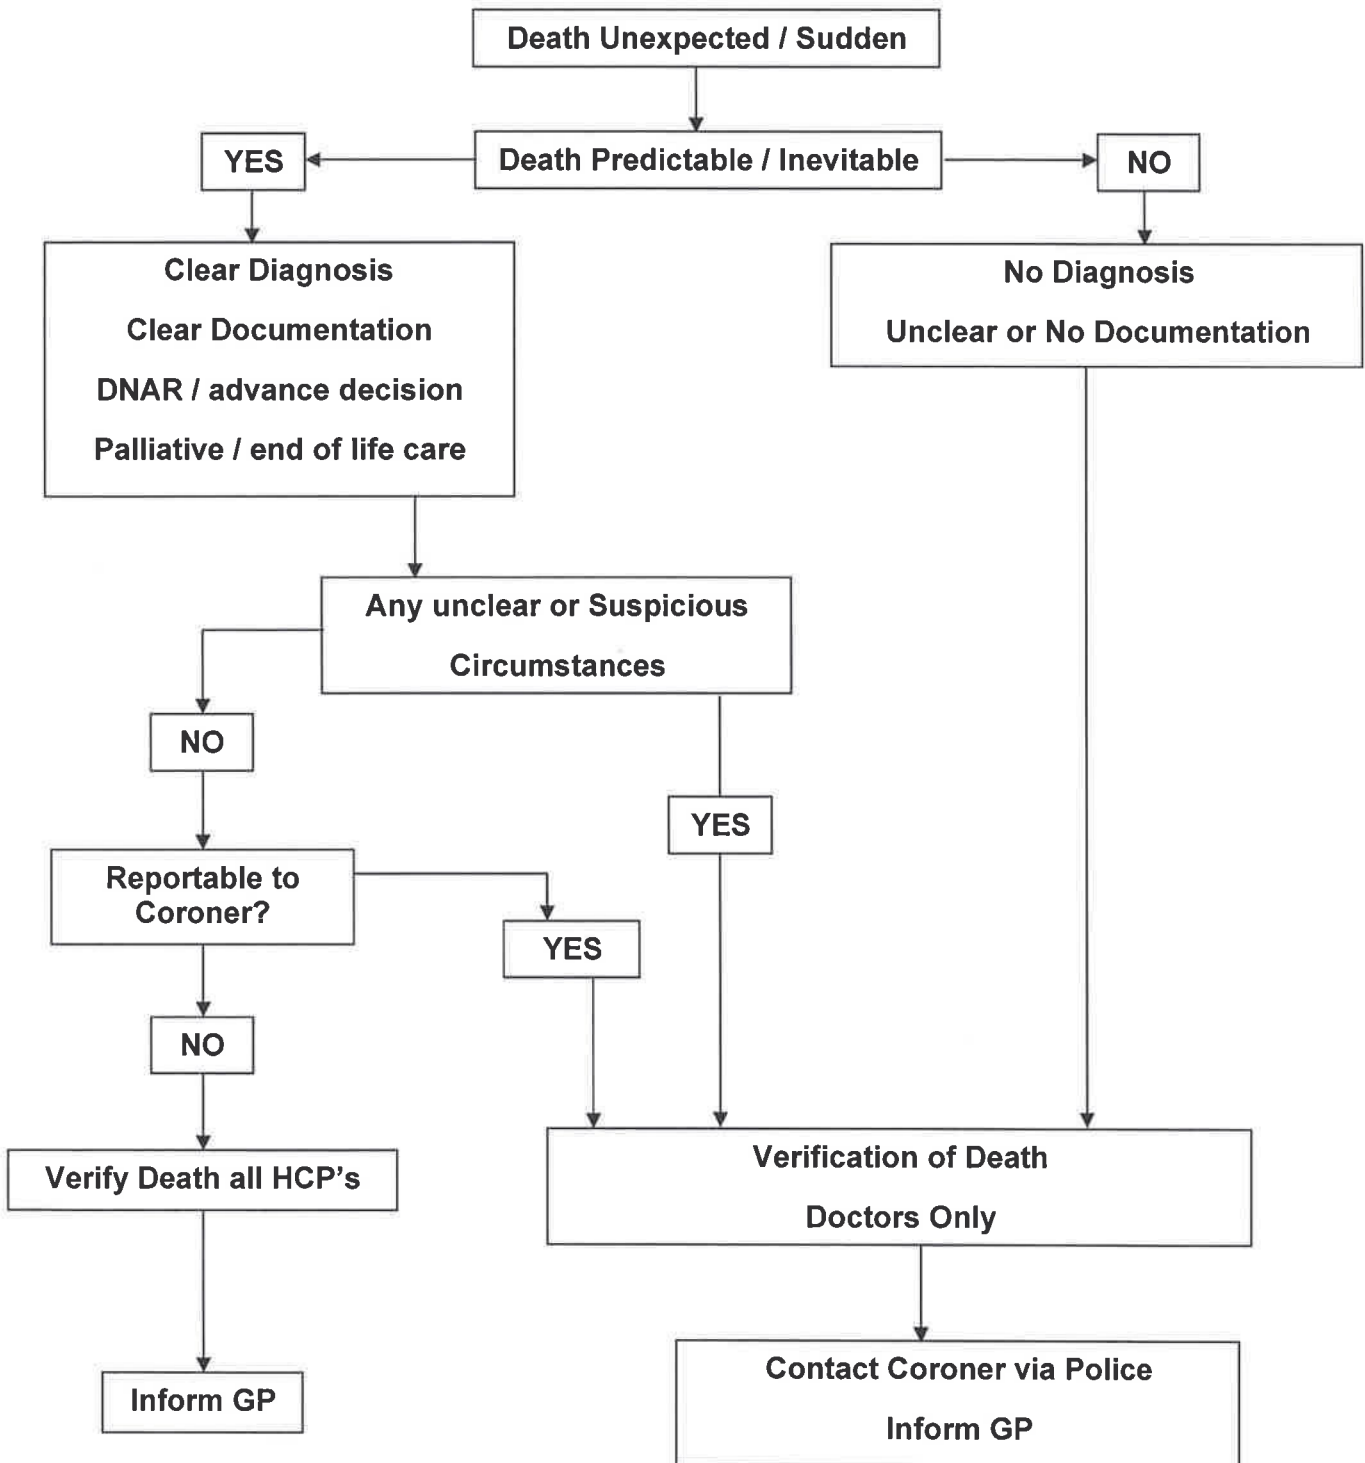 Death Unexpected / Sudden
YES
Death Predictable / Inevitable
NO
Clear Diagnosis
Clear Documentation
DNAR / advance decision
Palliative / end of life care
No Diagnosis
Unclear or No Documentation
Any unclear or Suspicious
Circumstances
NO
YES
Reportable to
Coroner?
YES
NO
Verify Death all HCP’s
Verification of Death
Doctors Only
Inform GP
Contact Coroner via Police
Inform GP